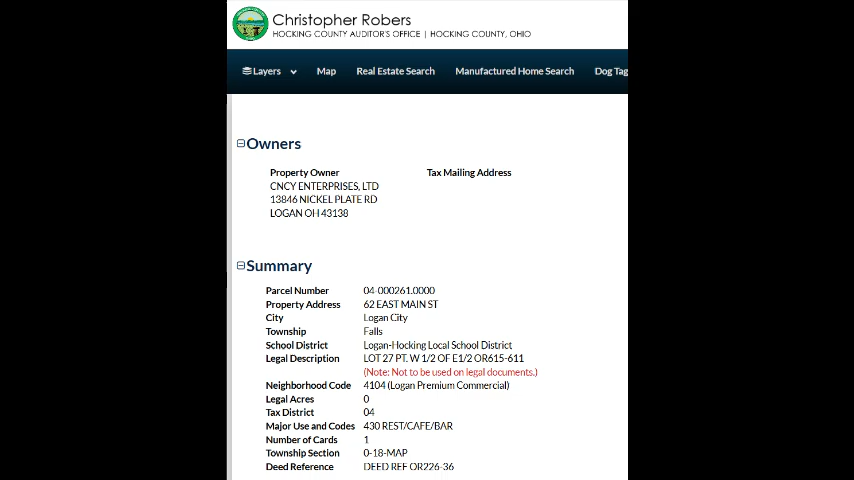 Christopher Robers
HOCKING COUNTY AUDITOR'S OFFICE | HOCKING COUNTY, OHIO
Layers Map Real Estate Search Manufactured Home Search Dog Tag
Owners
Property Owner Tax Mailing Address
CNCY ENTERPRISES, LTD
13846 NICKEL PLATE RD
LOGAN OH 43138
Summary
Parcel Number 04-000261.0000
Property Address 62 EAST MAIN ST
City Logan City
Township Falls
School District Logan-Hocking Local School District
Legal Description LOT 27 PT. W 1/2 OF E1/2 OR615-611
(Note: Not to be used on legal documents.)
Neighborhood Code 4104 (Logan Premium Commercial)
Legal Acres 0
Tax District 04
Major Use and Codes 430 REST/CAFE/BAR
Number of Cards 1
Township Section 0-18-MAP
Deed Reference DEED REF OR226-36